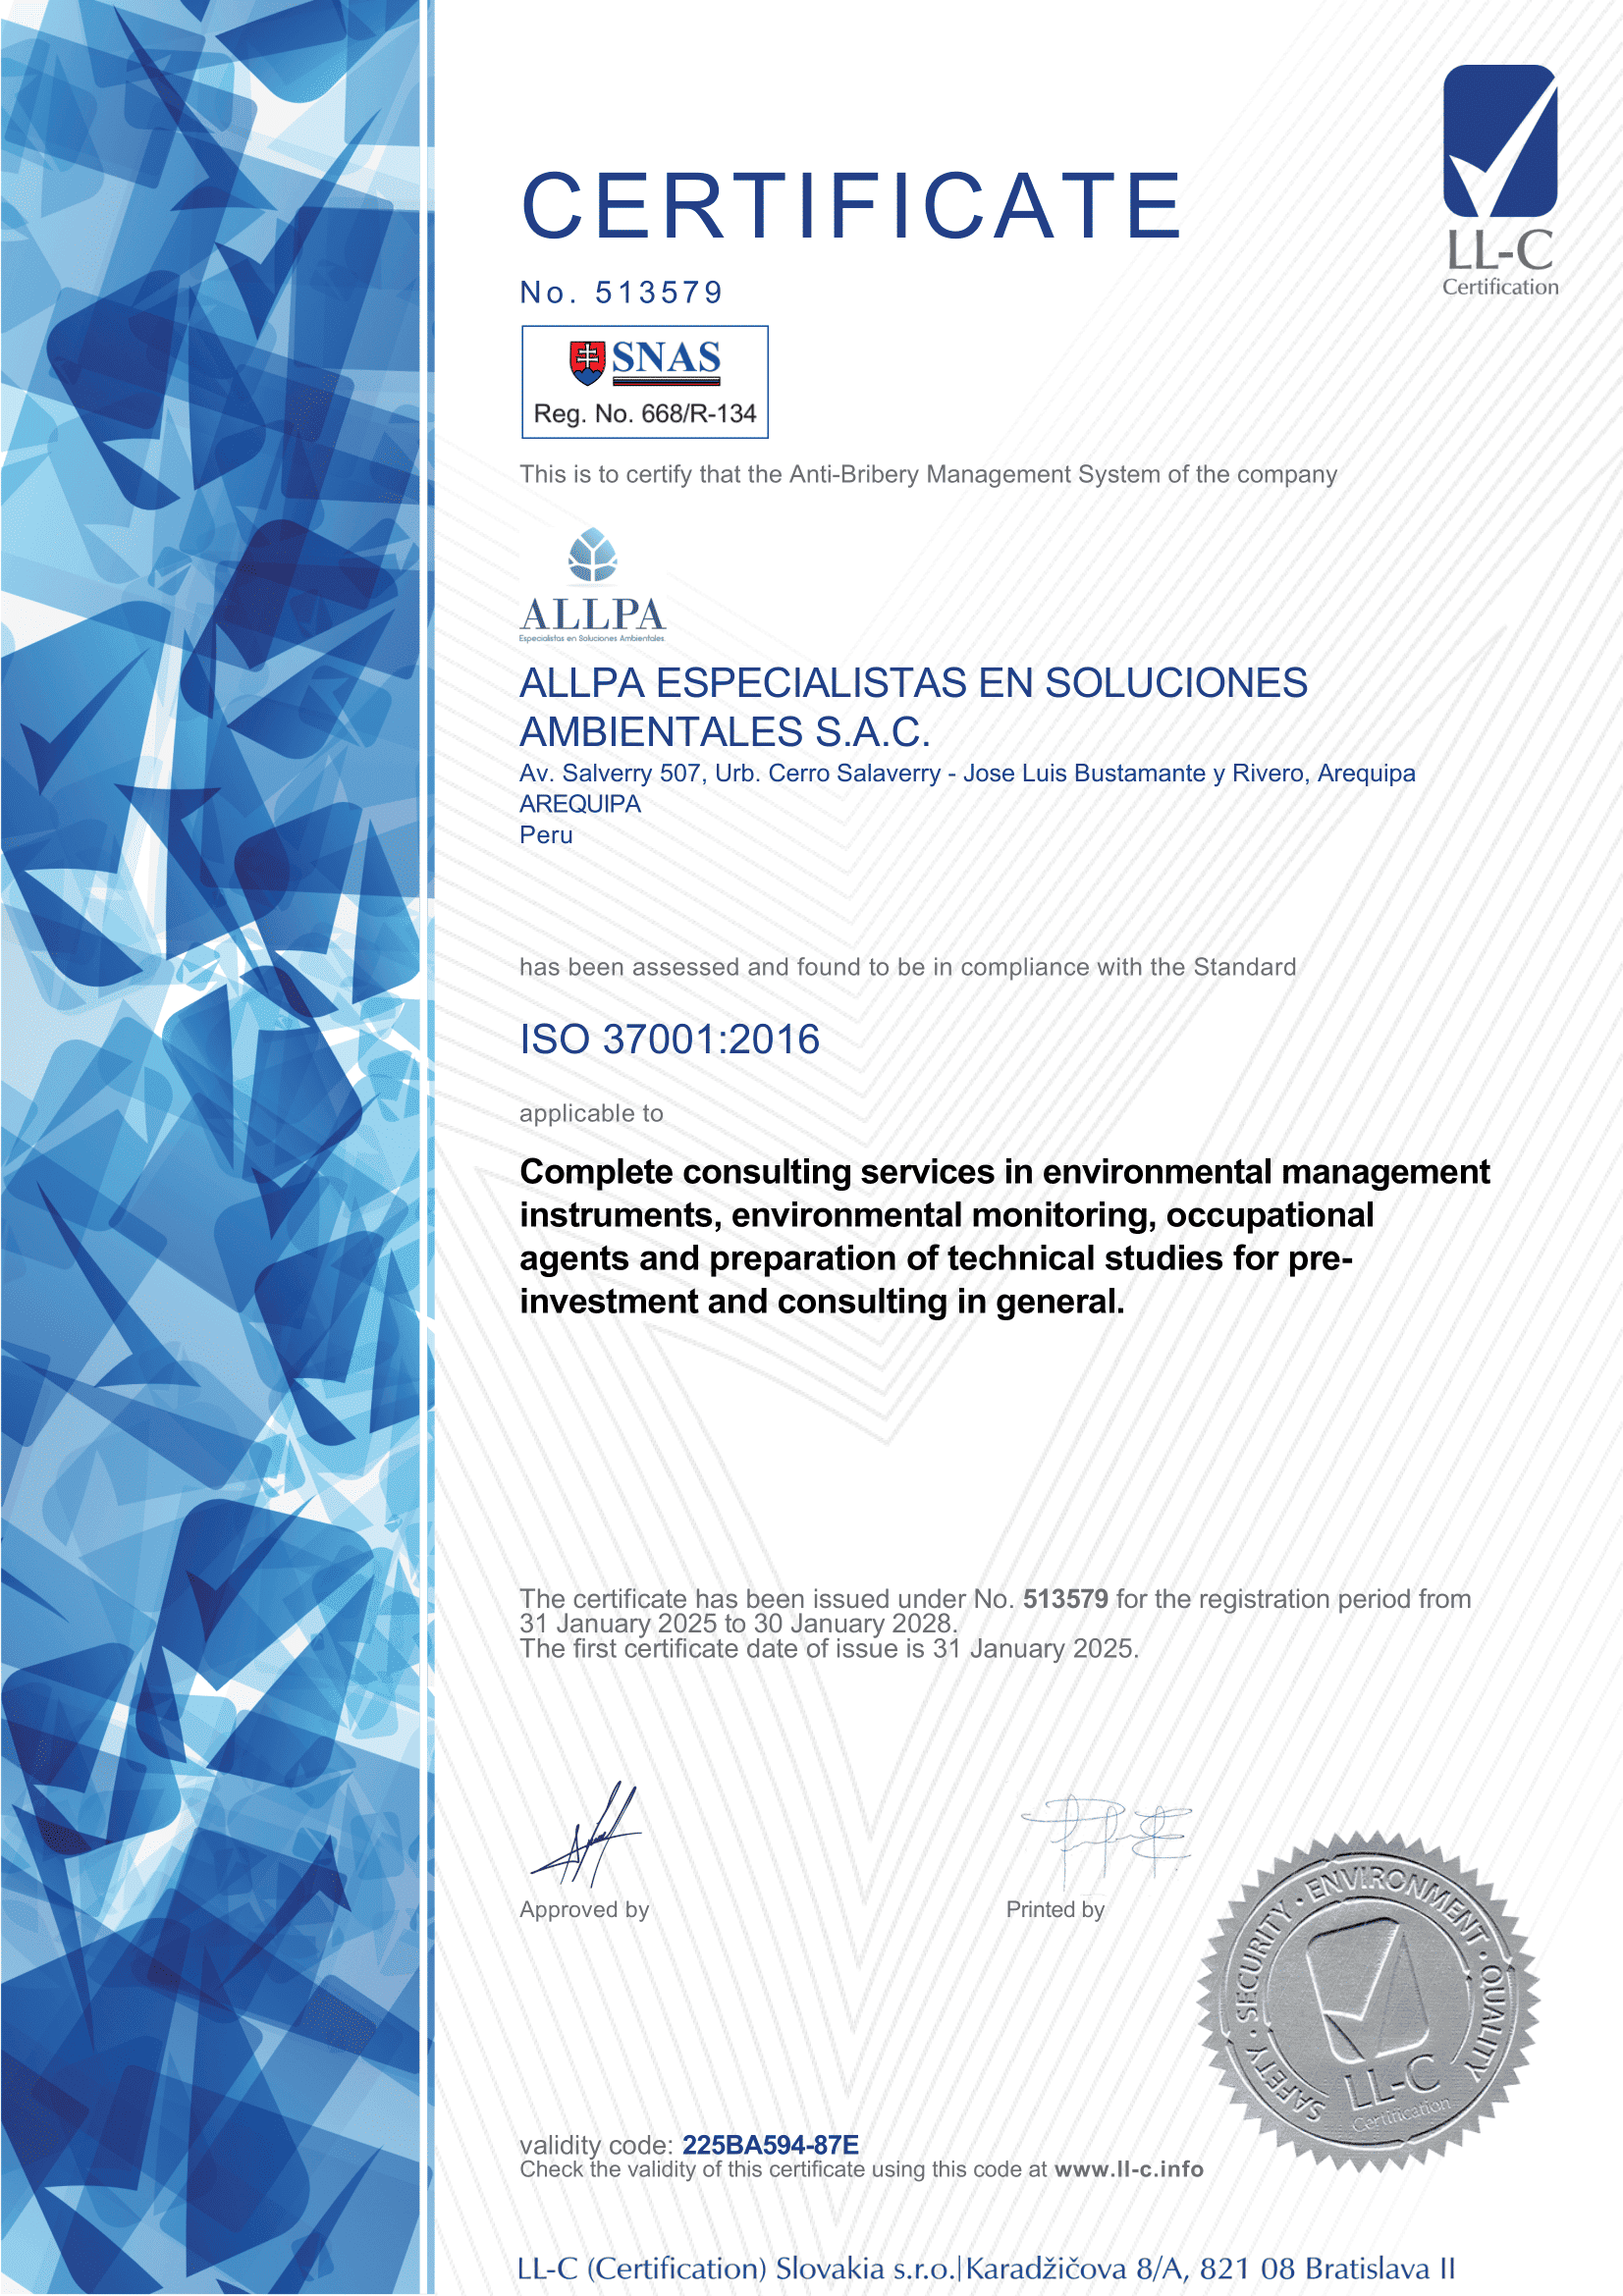 LL-C
Certification
CERTIFICATE
No. 513579
SNAS
Reg. No. 668/R-134
This is to certify that the Anti-Bribery Management System of the company
ALLPA
Especialistas en Soluciones Ambientales
ALLPA ESPECIALISTAS EN SOLUCIONES
AMBIENTALES S.A.C.
Av. Salverry 507, Urb. Cerro Salaverry - Jose Luis Bustamante y Rivero, Arequipa
AREQUIPA
Peru
has been assessed and found to be in compliance with the Standard
ISO 37001:2016
applicable to
Complete consulting services in environmental management
instruments, environmental monitoring, occupational
agents and preparation of technical studies for pre-
investment and consulting in general.
The certificate has been issued under No. 513579 for the registration period from
31 January 2025 to 30 January 2028.
The first certificate date of issue is 31 January 2025.
Approved by
Printed by
SAFETY · SECURITY · ENVIRONMENT · QUALITY
LL-C
Certification
validity code: 225BA594-87E
Check the validity of this certificate using this code at www.ll-c.info
LL-C (Certification) Slovakia s.r.o.|Karadžičova 8/A, 821 08 Bratislava II